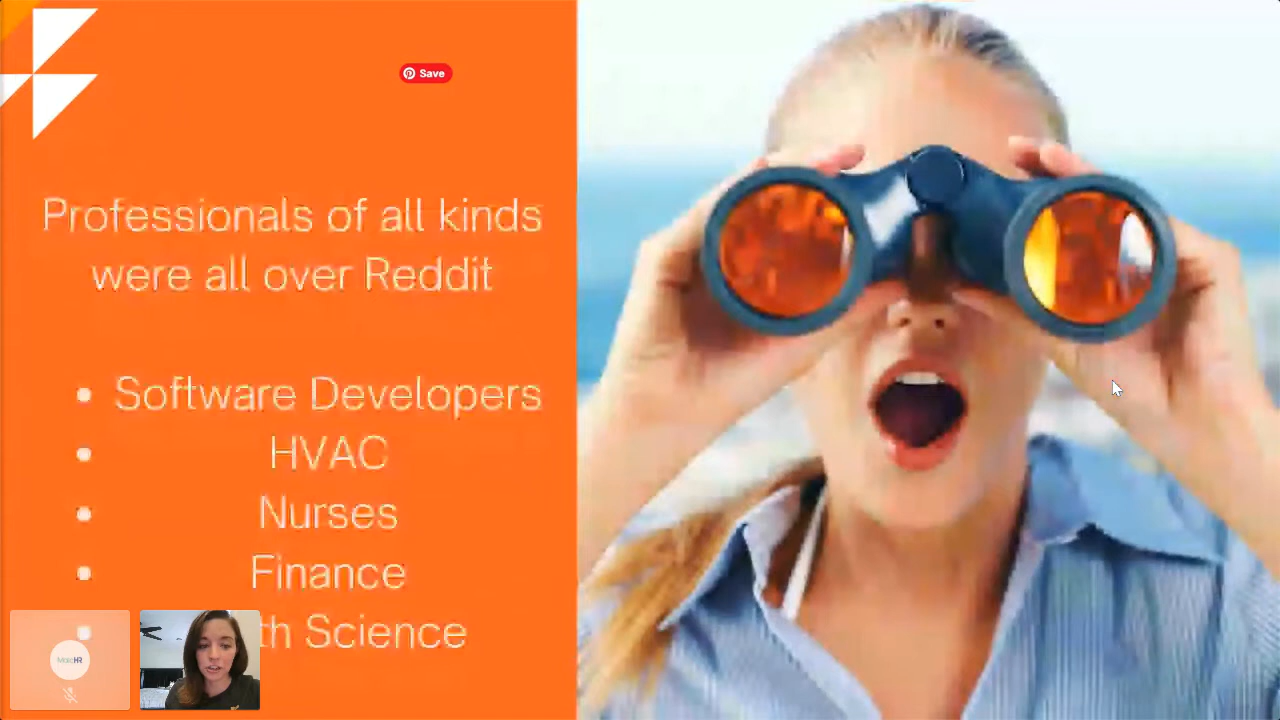 Save
Professionals of all kinds
were all over Reddit
Software Developers
HVAC
Nurses
Finance
th Science